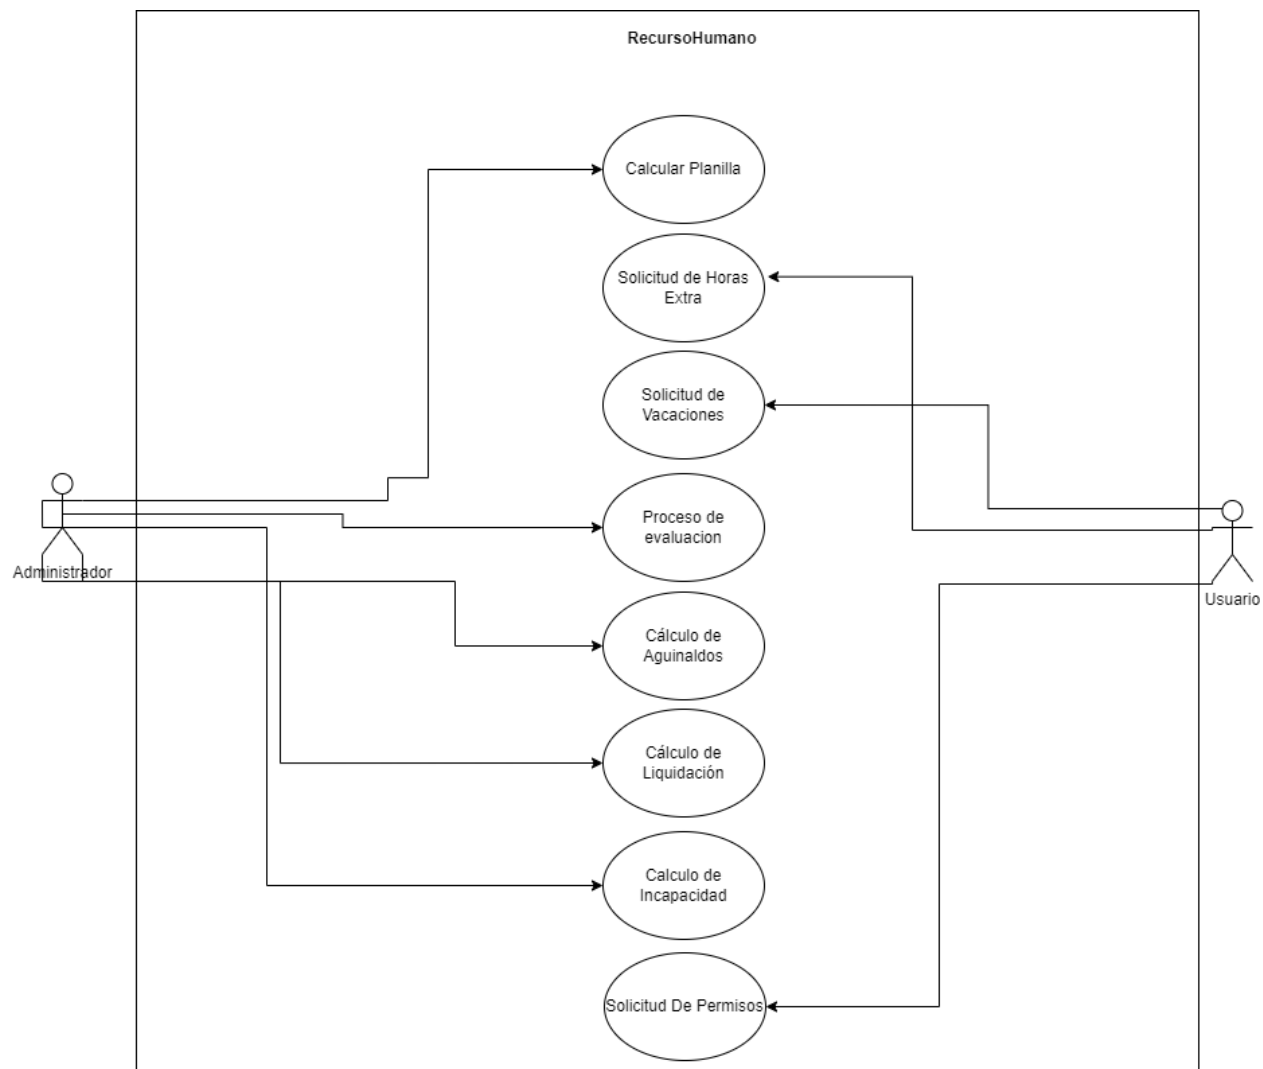 RecursoHumano
Calcular Planilla
Solicitud de Horas
Extra
Solicitud de
Vacaciones
Proceso de
evaluacion
Administrador
Usuario
Cálculo de
Aguinaldos
Cálculo de
Liquidación
Calculo de
Incapacidad
Solicitud De Permisos